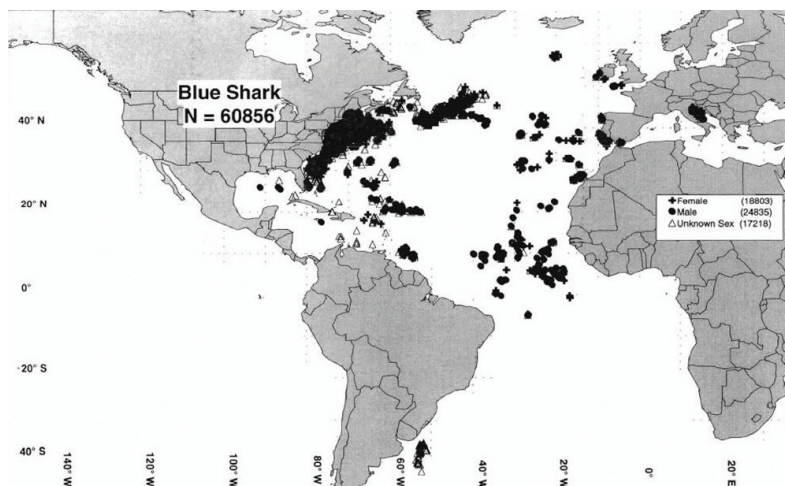 Blue Shark
N = 60856
40° N
20° N
0°
20° S
40° S
Female (18803)
Male (24835)
Unknown Sex (17218)
140° W
120° W
100° W
80° W
60° W
40° W
20° W
0°
20° E